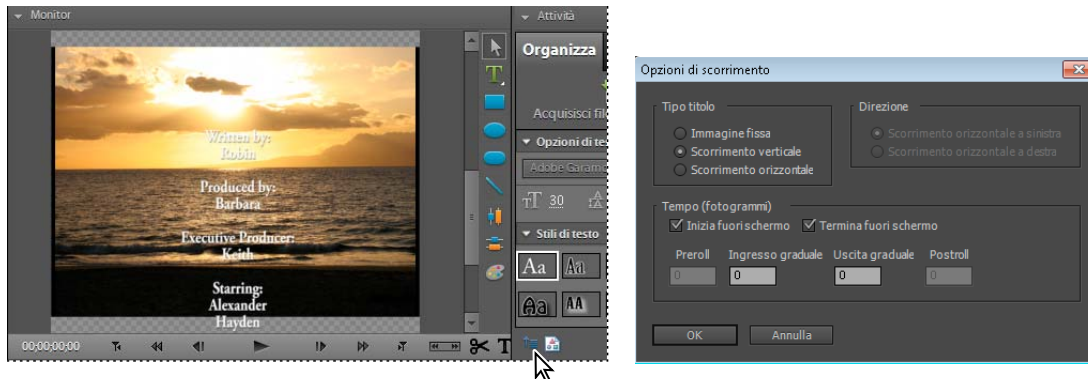 Monitor
Written by:
Robin
Produced by:
Barbara
Executive Producer:
Keith
Starring:
Alexander
Hayden
00;00;00;00
T
T
Attività
Organizza
Acquisisci fil
Opzioni di te
Adobe Garam
TT 30
Stili di testo
Aa Aa
Aa AA
Opzioni di scorrimento
Tipo titolo
Immagine fissa
Scorrimento verticale
Scorrimento orizzontale
Direzione
Scorrimento orizzontale a sinistra
Scorrimento orizzontale a destra
Tempo (fotogrammi)
Inizia fuori schermo Termina fuori schermo
Preroll Ingresso graduale Uscita graduale Postroll
0 0 0 0
OK Annulla